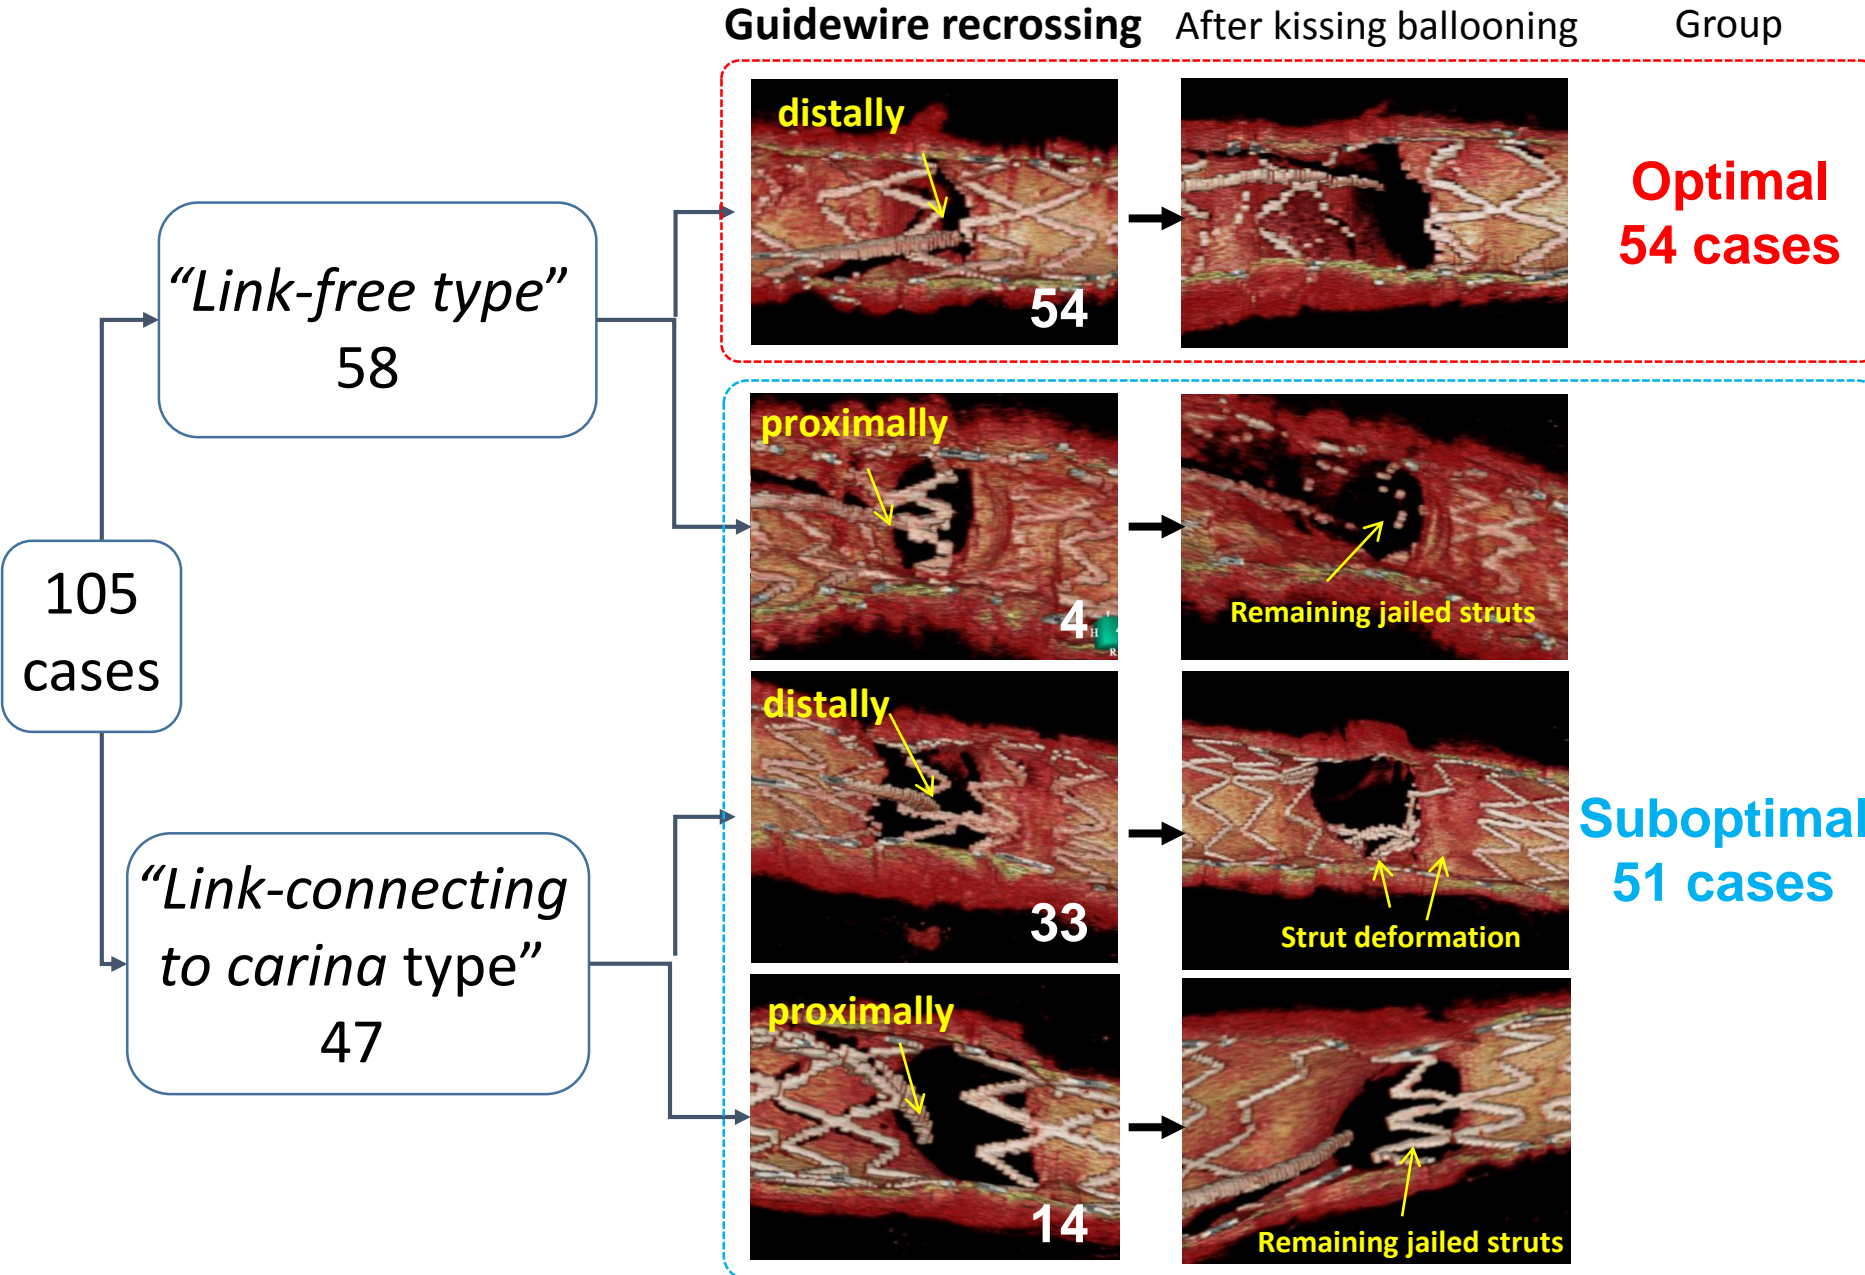 Guidewire recrossing
After kissing ballooning
Group
105
cases
“Link-free type”
58
“Link-connecting
to carina type”
47
distally
54
Optimal
54 cases
proximally
4
H
R
Remaining jailed struts
distally
33
Strut deformation
proximally
14
Remaining jailed struts
Suboptimal
51 cases